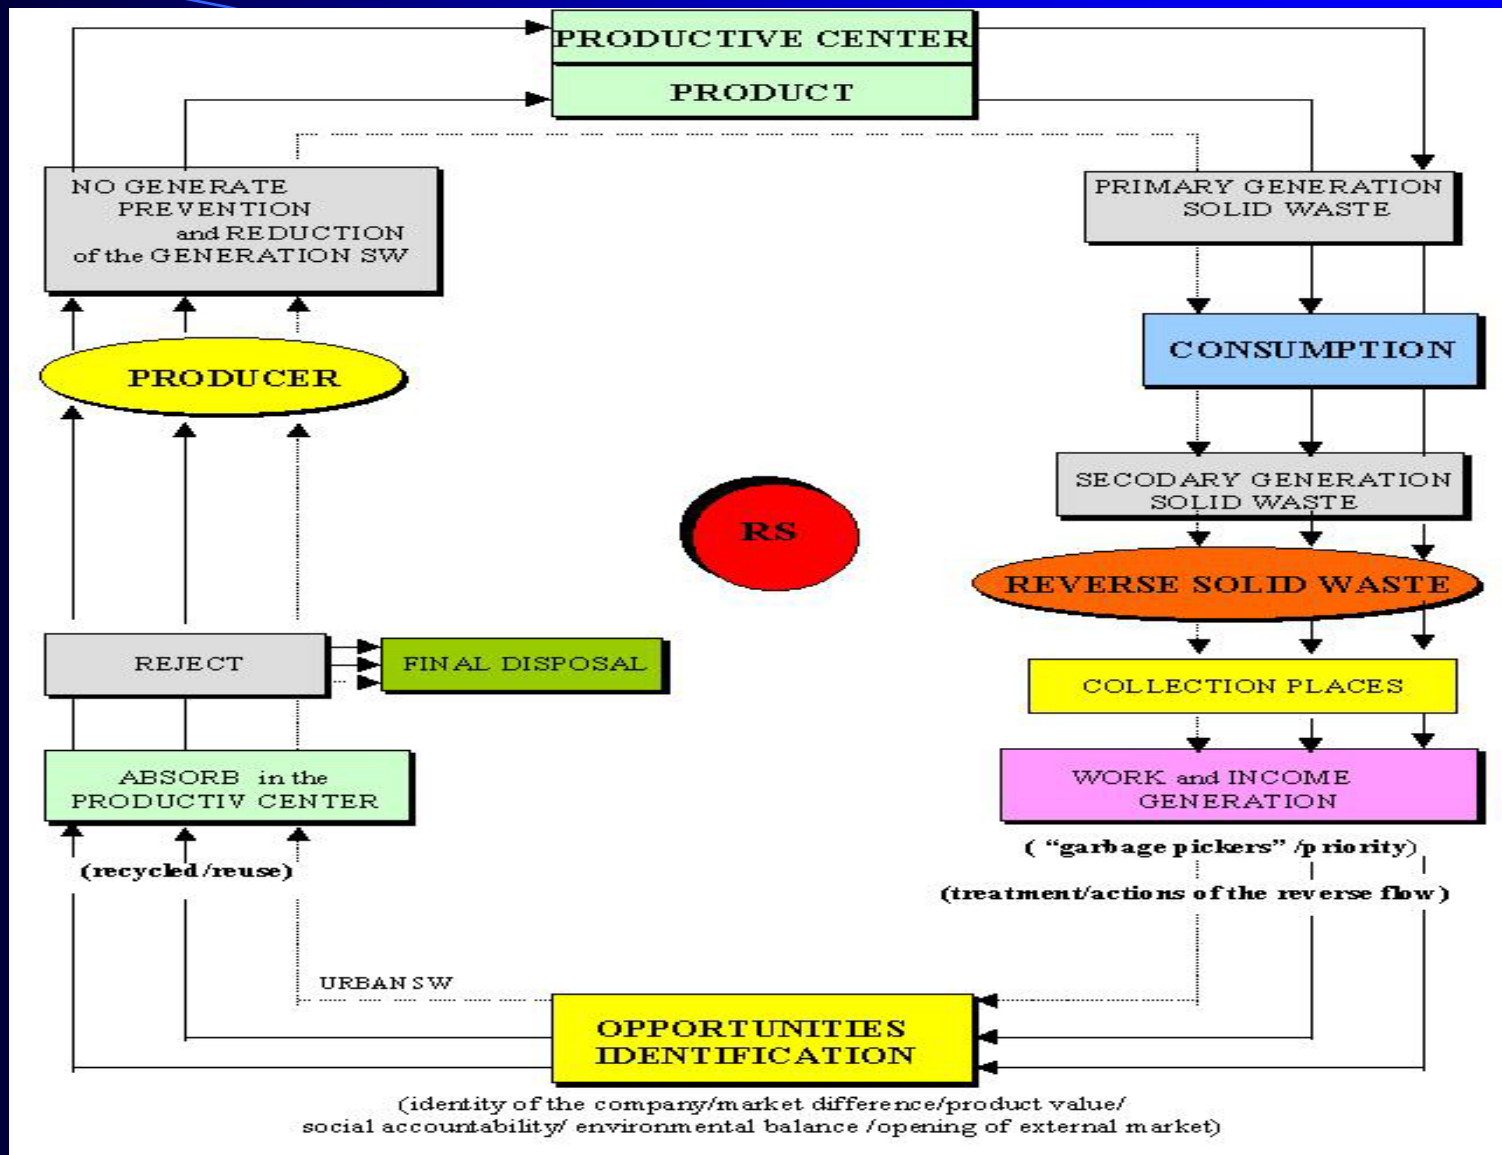 PRODUCTIVE CENTER
PRODUCT
NO GENERATE
PREVENTION
and REDUCTION
of the GENERATION SW
PRIMARY GENERATION
SOLID WASTE
CONSUMPTION
PRODUCER
SECODARY GENERATION
SOLID WASTE
RS
REVERSE SOLID WASTE
REJECT
FINAL DISPOSAL
COLLECTION PLACES
ABSORB in the
PRODUCTIV CENTER
WORK and INCOME
GENERATION
(recycled/reuse)
( “garbage pickers” /priority)
(treatment/actions of the reverse flow)
URBAN SW
OPPORTUNITIES
IDENTIFICATION
(identity of the company/market difference/product value/
social accountability/ environmental balance /opening of external market)